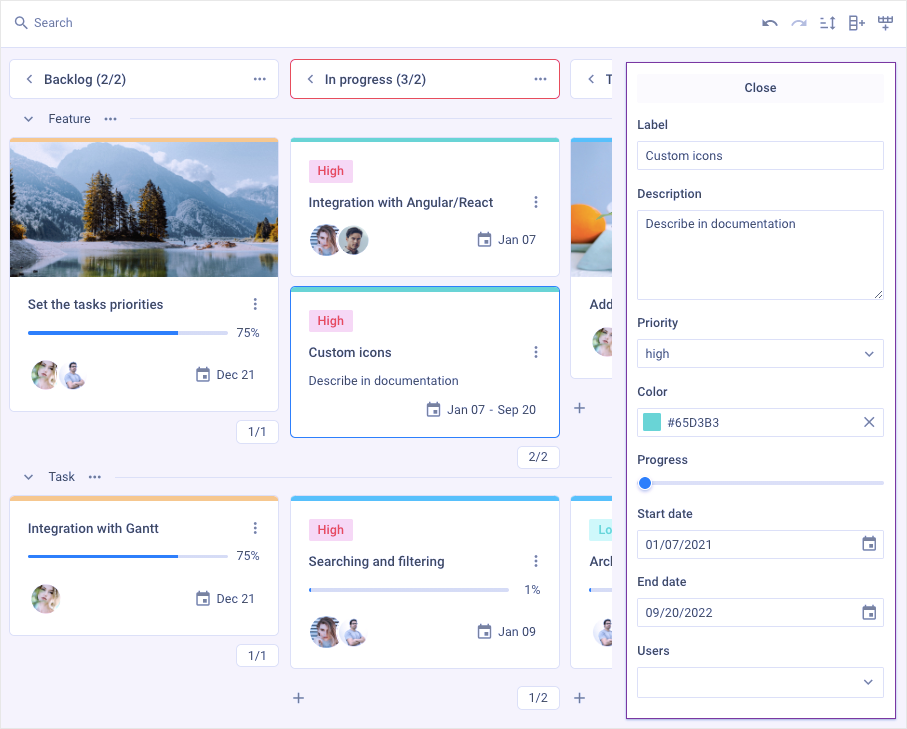 Search
Backlog (2/2)
In progress (3/2)
Feature
Set the tasks priorities
75%
Dec 21
1/1
High
Integration with Angular/React
Jan 07
High
Custom icons
Describe in documentation
Jan 07 - Sep 20
2/2
Add
Task
Integration with Gantt
75%
Dec 21
1/1
High
Searching and filtering
1%
Jan 09
1/2
Lo
Close
Label
Custom icons
Description
Describe in documentation
Priority
high
Color
#65D3B3
Progress
Start date
01/07/2021
End date
09/20/2022
Users